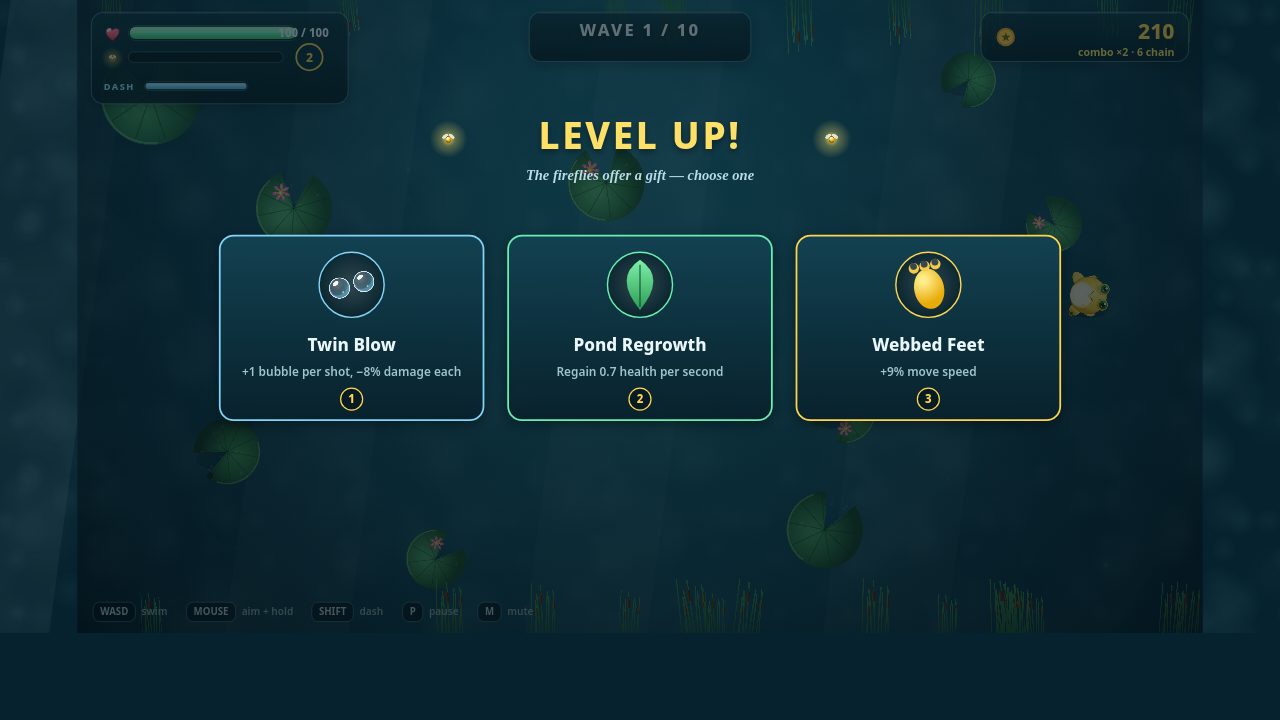 100 / 100
2
DASH
WAVE 1 / 10
210
combo ×2 · 6 chain
LEVEL UP!
The fireflies offer a gift — choose one
Twin Blow
+1 bubble per shot, −8% damage each
1
Pond Regrowth
Regain 0.7 health per second
2
Webbed Feet
+9% move speed
3
WASD swim MOUSE aim + hold SHIFT dash P pause M mute